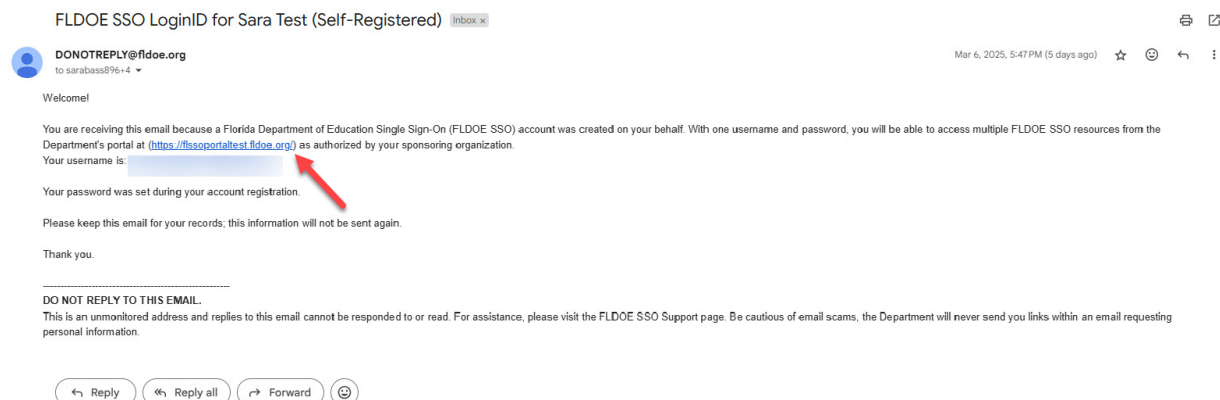 FLDOE SSO LoginID for Sara Test (Self-Registered) Inbox ×
DONOTREPLY@fldoe.org
Mar 6, 2025, 5:47 PM (5 days ago)
to sarabass896+4
Welcome!
You are receiving this email because a Florida Department of Education Single Sign-On (FLDOE SSO) account was created on your behalf. With one username and password, you will be able to access multiple FLDOE SSO resources from the
Department's portal at (https://flssoportaltest.fldoe.org/) as authorized by your sponsoring organization.
Your username is:
Your password was set during your account registration.
Please keep this email for your records; this information will not be sent again.
Thank you.
------------------------------------------------------
DO NOT REPLY TO THIS EMAIL.
This is an unmonitored address and replies to this email cannot be responded to or read. For assistance, please visit the FLDOE SSO Support page. Be cautious of email scams, the Department will never send you links within an email requesting
personal information.
Reply Reply all Forward